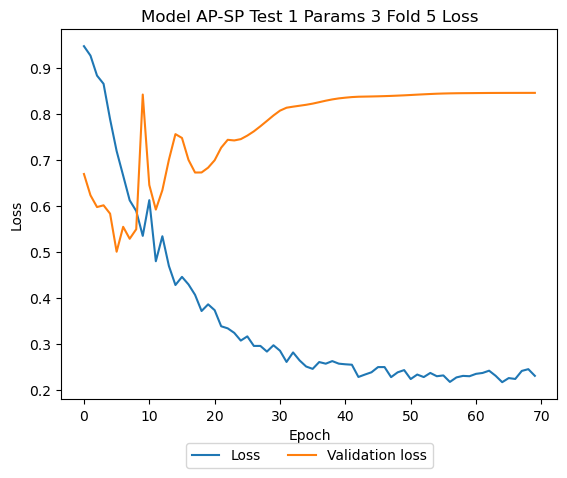 Model AP-SP Test 1 Params 3 Fold 5 Loss
Loss
0.9
0.8
0.7
0.6
0.5
0.4
0.3
0.2
0 10 20 30 40 50 60 70
Epoch
Loss Validation loss